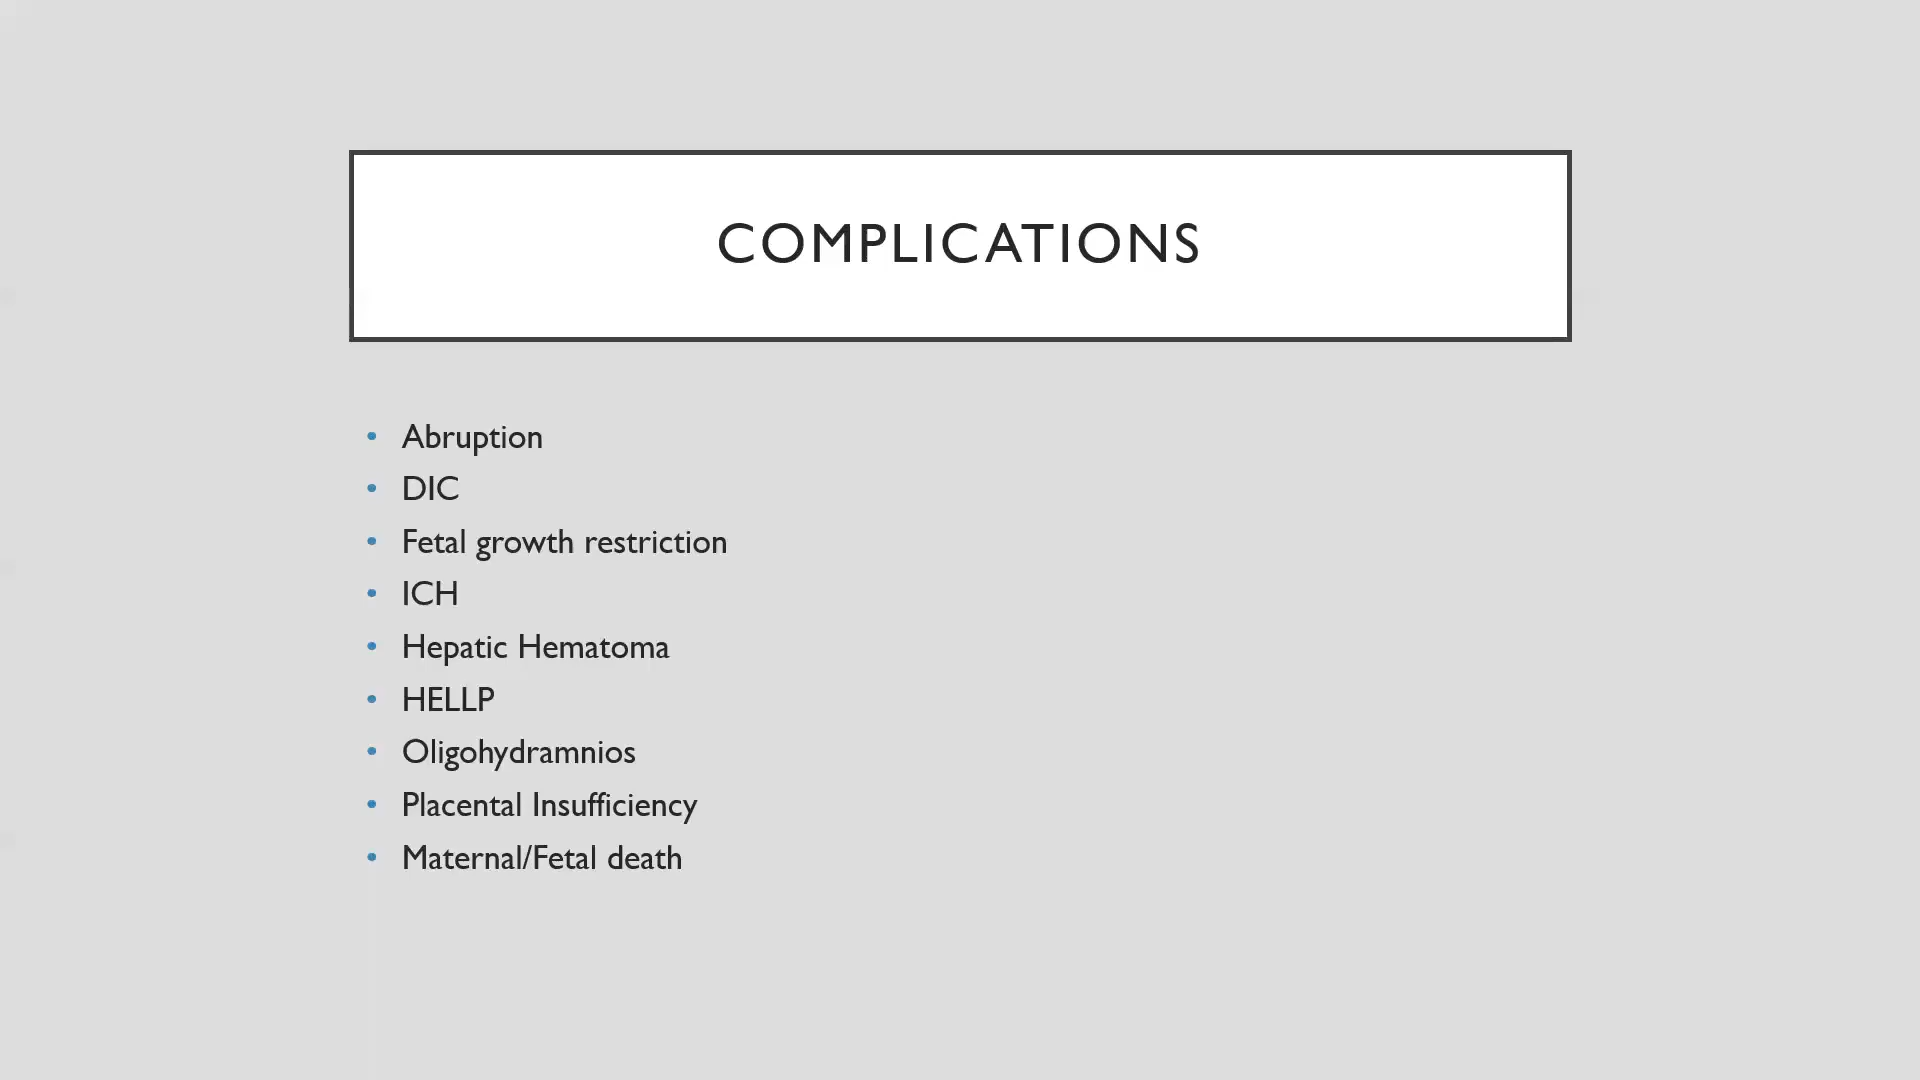 COMPLICATIONS
• Abruption
• DIC
• Fetal growth restriction
• ICH
• Hepatic Hematoma
• HELLP
• Oligohydramnios
• Placental Insufficiency
• Maternal/Fetal death